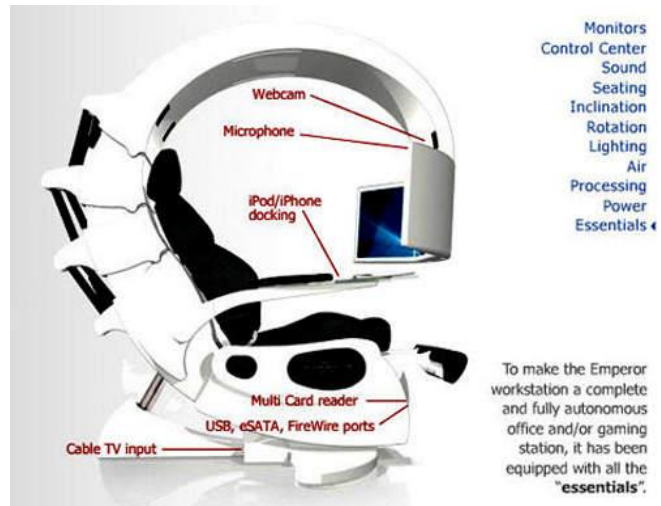 Monitors
Control Center
Sound
Seating
Inclination
Rotation
Lighting
Air
Processing
Power
Essentials
Webcam
Microphone
iPod/iPhone
docking
Multi Card reader
USB, eSATA, FireWire ports
Cable TV input
To make the Emperor
workstation a complete
and fully autonomous
office and/or gaming
station, it has been
equipped with all the
"essentials".